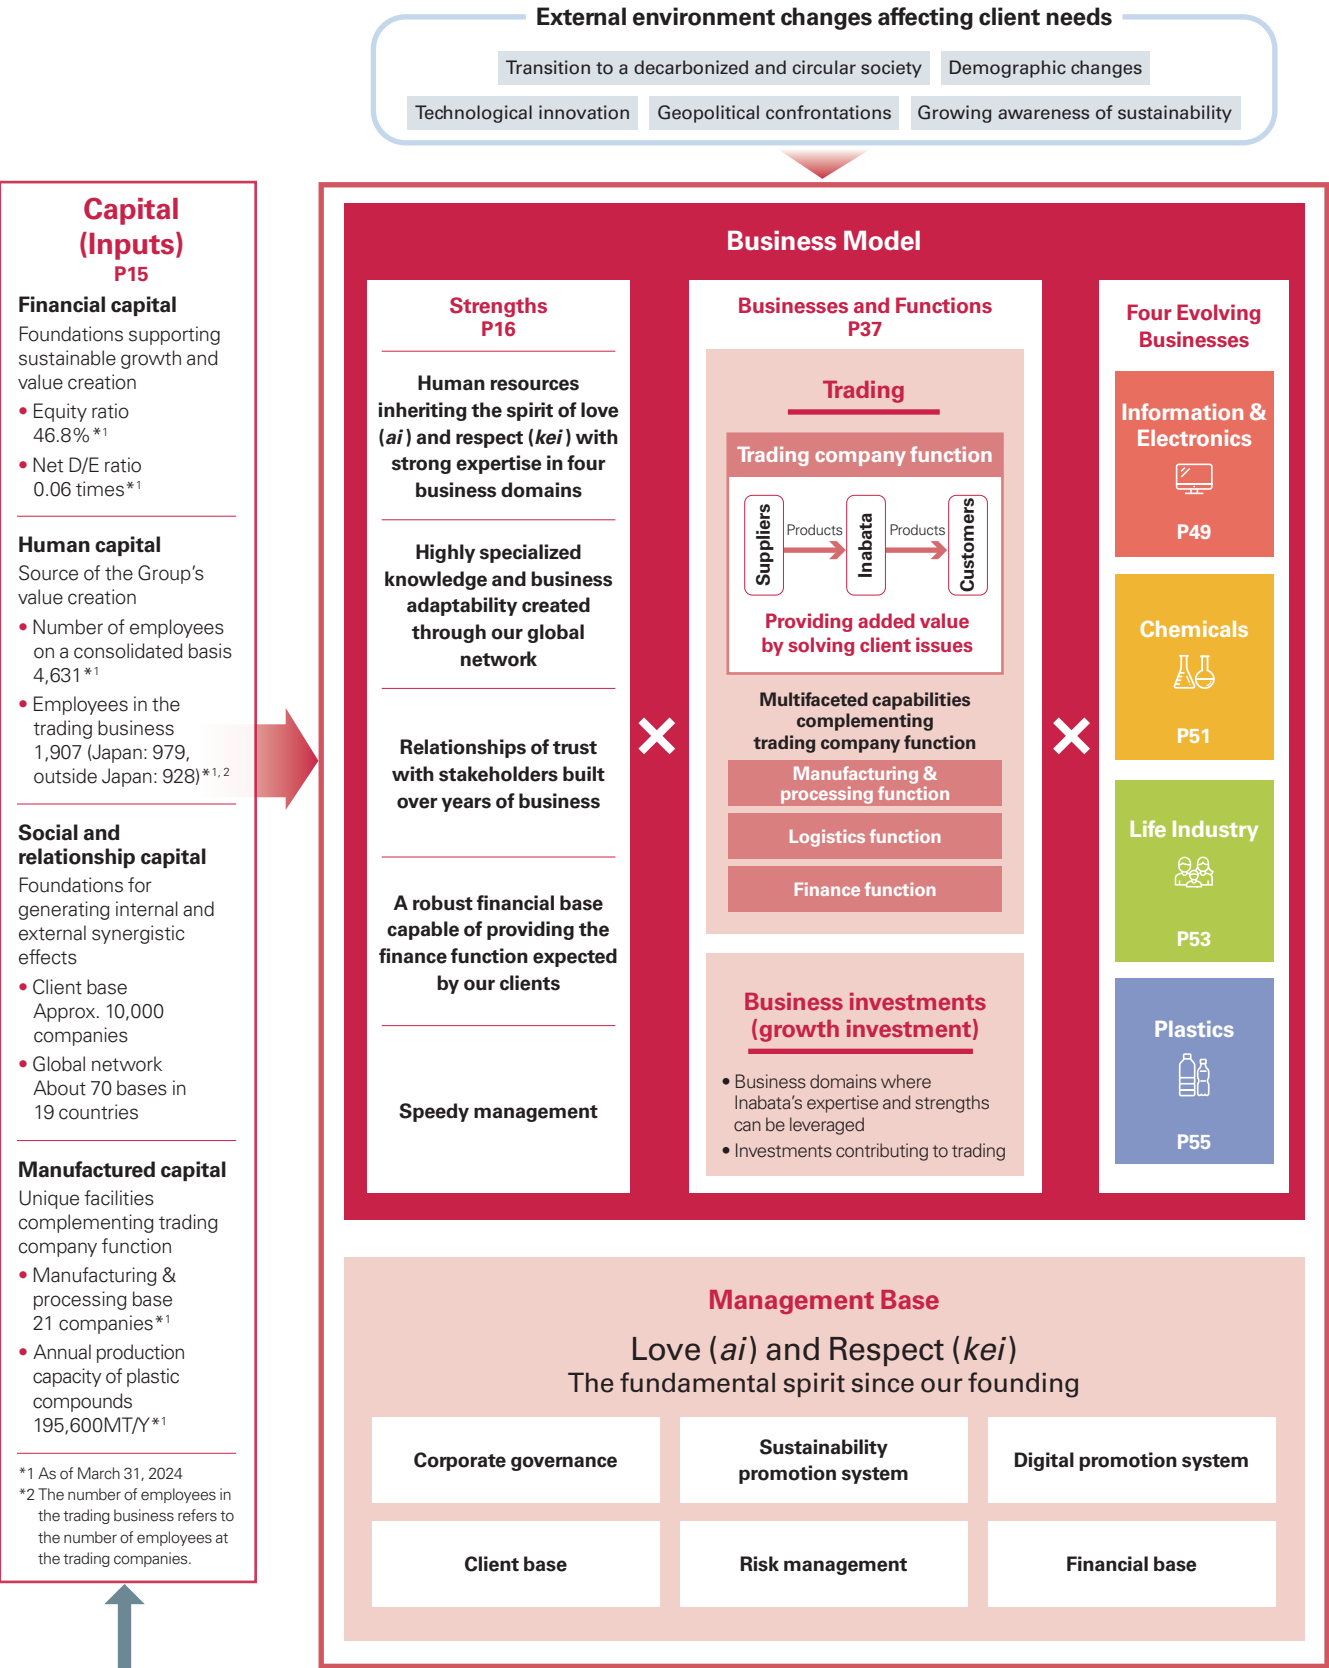 External environment changes affecting client needs
Transition to a decarbonized and circular society
Demographic changes
Technological innovation
Geopolitical confrontations
Growing awareness of sustainability
Capital
(Inputs)
P15
Financial capital
Foundations supporting
sustainable growth and
value creation
• Equity ratio
46.8%*1
• Net D/E ratio
0.06 times*1
Human capital
Source of the Group's
value creation
• Number of employees
on a consolidated basis
4,631*1
• Employees in the
trading business
1,907 (Japan: 979,
outside Japan: 928)*1, 2
Social and
relationship capital
Foundations for
generating internal and
external synergistic
effects
• Client base
Approx. 10,000
companies
• Global network
About 70 bases in
19 countries
Manufactured capital
Unique facilities
complementing trading
company function
• Manufacturing &
processing base
21 companies*1
• Annual production
capacity of plastic
compounds
195,600MT/Y*1
*1 As of March 31, 2024
*2 The number of employees in
the trading business refers to
the number of employees at
the trading companies.
Business Model
Strengths
P16
Human resources
inheriting the spirit of love
(ai) and respect (kei) with
strong expertise in four
business domains
Highly specialized
knowledge and business
adaptability created
through our global
network
Relationships of trust
with stakeholders built
over years of business
A robust financial base
capable of providing the
finance function expected
by our clients
Speedy management
×
Businesses and Functions
P37
Trading
Trading company function
Suppliers
Products
Inabata
Products
Customers
Providing added value
by solving client issues
Multifaceted capabilities
complementing
trading company function
Manufacturing &
processing function
Logistics function
Finance function
Business investments
(growth investment)
• Business domains where
Inabata's expertise and strengths
can be leveraged
• Investments contributing to trading
×
Four Evolving
Businesses
Information &
Electronics
P49
Chemicals
P51
Life Industry
P53
Plastics
P55
Management Base
Love (ai) and Respect (kei)
The fundamental spirit since our founding
Corporate governance
Sustainability
promotion system
Digital promotion system
Client base
Risk management
Financial base